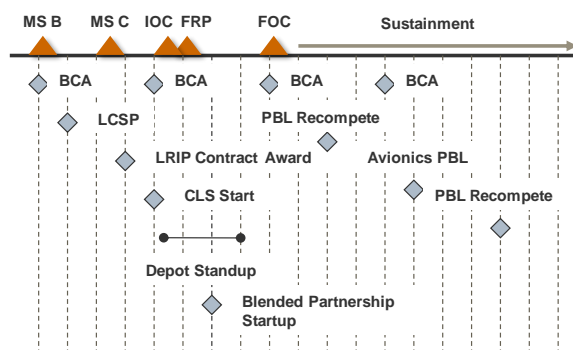 MS B MS C IOC FRP FOC Sustainment
BCA BCA BCA BCA
LCSP PBL Recompete
LRIP Contract Award Avionics PBL
CLS Start PBL Recompete
Depot Standup
Blended Partnership
Startup